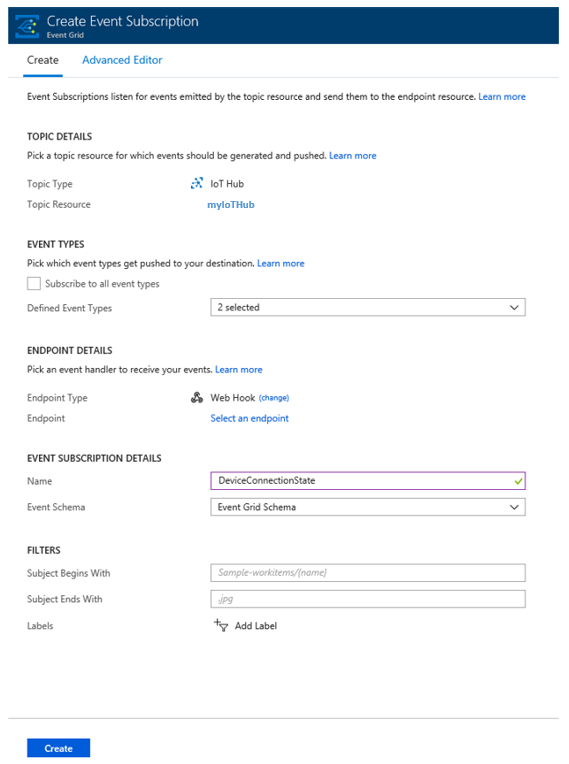 Create Event Subscription
Event Grid
Create Advanced Editor
Event Subscriptions listen for events emitted by the topic resource and send them to the endpoint resource. Learn more
TOPIC DETAILS
Pick a topic resource for which events should be generated and pushed. Learn more
Topic Type IoT Hub
Topic Resource myIoTHub
EVENT TYPES
Pick which event types get pushed to your destination. Learn more
Subscribe to all event types
Defined Event Types 2 selected
ENDPOINT DETAILS
Pick an event handler to receive your events. Learn more
Endpoint Type Web Hook (change)
Endpoint Select an endpoint
EVENT SUBSCRIPTION DETAILS
Name DeviceConnectionState
Event Schema Event Grid Schema
FILTERS
Subject Begins With Sample-workitems/{name}
Subject Ends With .jpg
Labels Add Label
Create